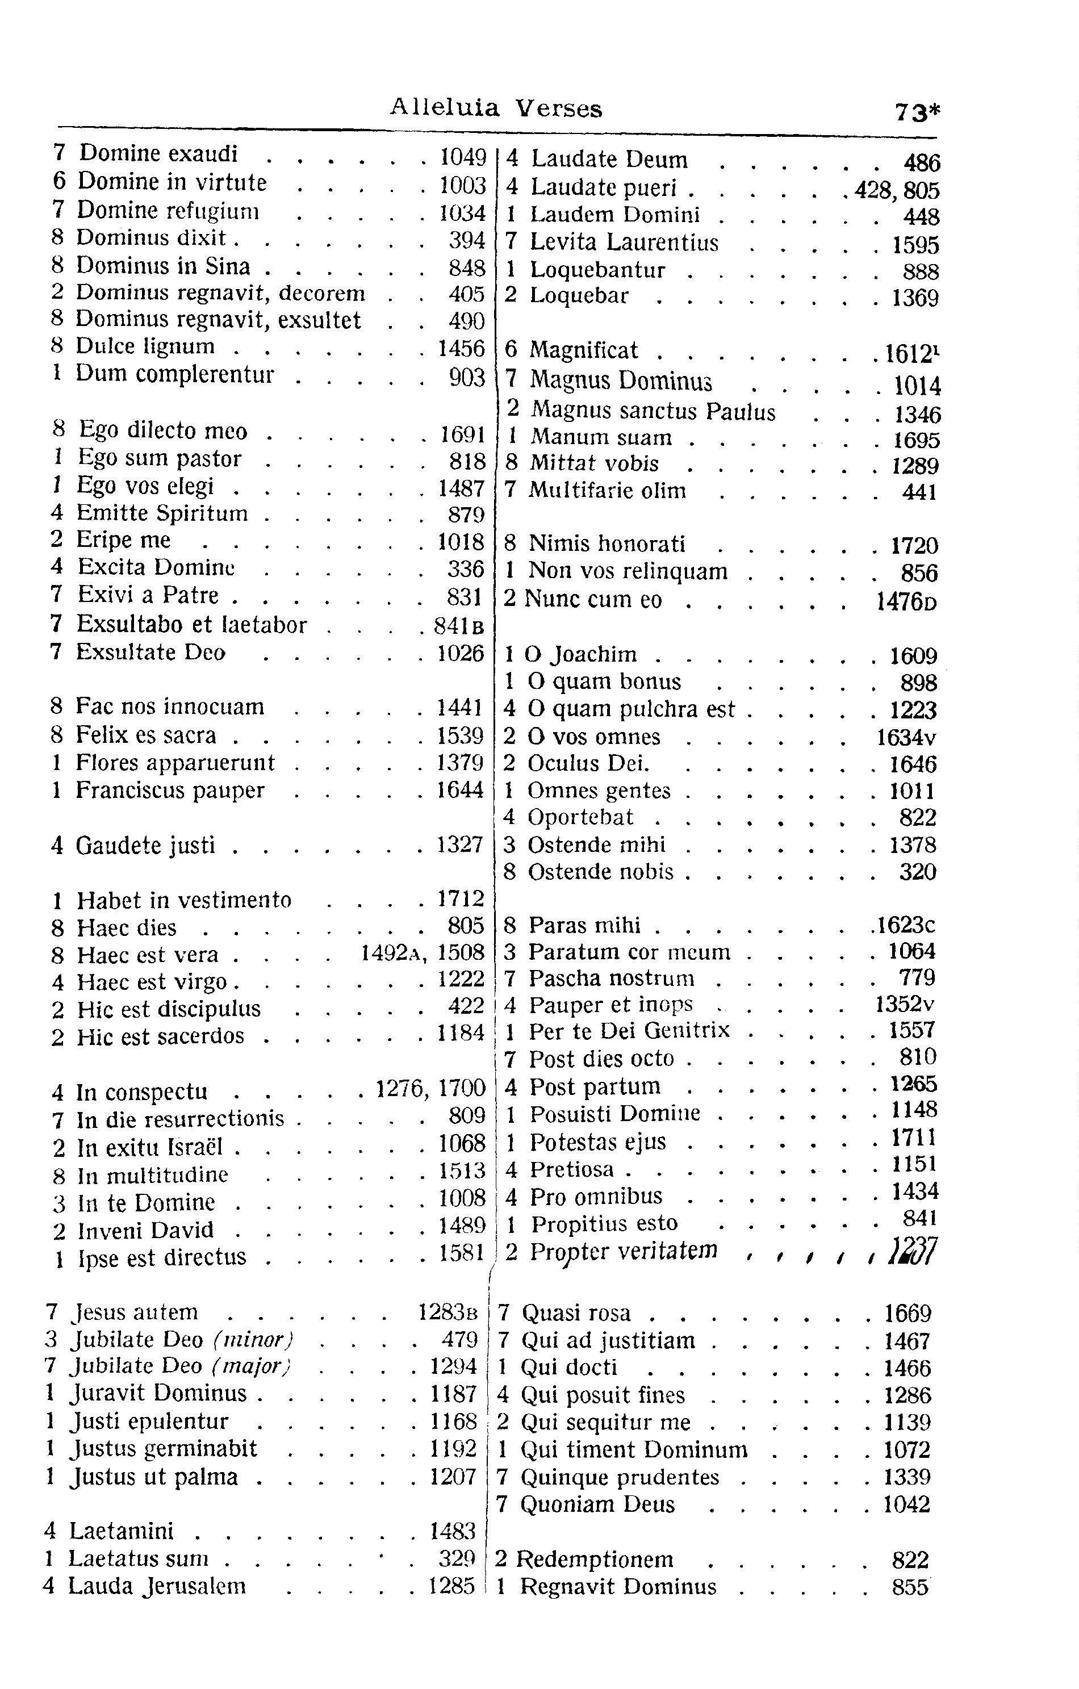 Alleluia Verses 73*
7 Domine exaudi . . . . . . 1049
6 Domine in virtute . . . . . 1003
7 Domine refugium . . . . . 1034
8 Dominus dixit . . . . . . . 394
8 Dominus in Sina . . . . . . 848
2 Dominus regnavit, decorem . . 405
8 Dominus regnavit, exsultet . . 490
8 Dulce lignum . . . . . . . 1456
1 Dum complerentur . . . . . 903
8 Ego dilecto meo . . . . . . 1691
1 Ego sum pastor . . . . . . 818
1 Ego vos elegi . . . . . . . 1487
4 Emitte Spiritum . . . . . . 879
2 Eripe me . . . . . . . . 1018
4 Excita Domine . . . . . . 336
7 Exivi a Patre . . . . . . . 831
7 Exsultabo et laetabor . . . . 841B
7 Exsultate Deo . . . . . . 1026
8 Fac nos innocuam . . . . . 1441
8 Felix es sacra . . . . . . . 1539
1 Flores apparuerunt . . . . . 1379
1 Franciscus pauper . . . . . 1644
4 Gaudete justi . . . . . . . 1327
1 Habet in vestimento . . . . 1712
8 Haec dies . . . . . . . . 805
8 Haec est vera . . . . 1492A, 1508
4 Haec est virgo . . . . . . . 1222
2 Hic est discipulus . . . . . 422
2 Hic est sacerdos . . . . . . 1184
4 In conspectu . . . . . 1276, 1700
7 In die resurrectionis . . . . . 809
2 In exitu Israël . . . . . . . 1068
8 In multitudine . . . . . . 1513
3 In te Domine . . . . . . . 1008
2 Inveni David . . . . . . . 1489
1 Ipse est directus . . . . . . 1581
7 Jesus autem . . . . . . 1283B
3 Jubilate Deo (minor) . . . . 479
7 Jubilate Deo (major) . . . . 1294
1 Juravit Dominus . . . . . . 1187
1 Justi epulentur . . . . . . 1168
1 Justus germinabit . . . . . 1192
1 Justus ut palma . . . . . . 1207
4 Laetamini . . . . . . . . 1483
1 Laetatus sum . . . . . . . 329
4 Lauda Jerusalem . . . . . 1285
4 Laudate Deum . . . . . . 486
4 Laudate pueri . . . . . . 428, 805
1 Laudem Domini . . . . . . 448
7 Levita Laurentius . . . . . 1595
1 Loquebantur . . . . . . . 888
2 Loquebar . . . . . . . . 1369
6 Magnificat . . . . . . . . 1612¹
7 Magnus Dominus . . . . . 1014
2 Magnus sanctus Paulus . . . 1346
1 Manum suam . . . . . . . 1695
8 Mittat vobis . . . . . . . 1289
7 Multifarie olim . . . . . . 441
8 Nimis honorati . . . . . . 1720
1 Non vos relinquam . . . . . 856
2 Nunc cum eo . . . . . . 1476D
1 O Joachim . . . . . . . . 1609
1 O quam bonus . . . . . . 898
4 O quam pulchra est . . . . . 1223
2 O vos omnes . . . . . . 1634v
2 Oculus Dei. . . . . . . . 1646
1 Omnes gentes . . . . . . . 1011
4 Oportebat . . . . . . . . 822
3 Ostende mihi . . . . . . . 1378
8 Ostende nobis . . . . . . . 320
8 Paras mihi . . . . . . . . 1623C
3 Paratum cor meum . . . . . 1064
7 Pascha nostrum . . . . . . 779
4 Pauper et inops . . . . . 1352v
1 Per te Dei Genitrix . . . . . 1557
7 Post dies octo . . . . . . . 810
4 Post partum . . . . . . . 1265
1 Posuisti Domine . . . . . . 1148
1 Potestas ejus . . . . . . . 1711
4 Pretiosa . . . . . . . . . 1151
4 Pro omnibus . . . . . . . 1434
1 Propitius esto . . . . . . 841
2 Propter veritatem . . . . . 1237
7 Quasi rosa . . . . . . . . 1669
7 Qui ad justitiam . . . . . . 1467
1 Qui docti . . . . . . . . 1466
4 Qui posuit fines . . . . . . 1286
2 Qui sequitur me . . . . . . 1139
1 Qui timent Dominum . . . . 1072
7 Quinque prudentes . . . . . 1339
7 Quoniam Deus . . . . . . 1042
2 Redemptionem . . . . . . 822
1 Regnavit Dominus . . . . . 855